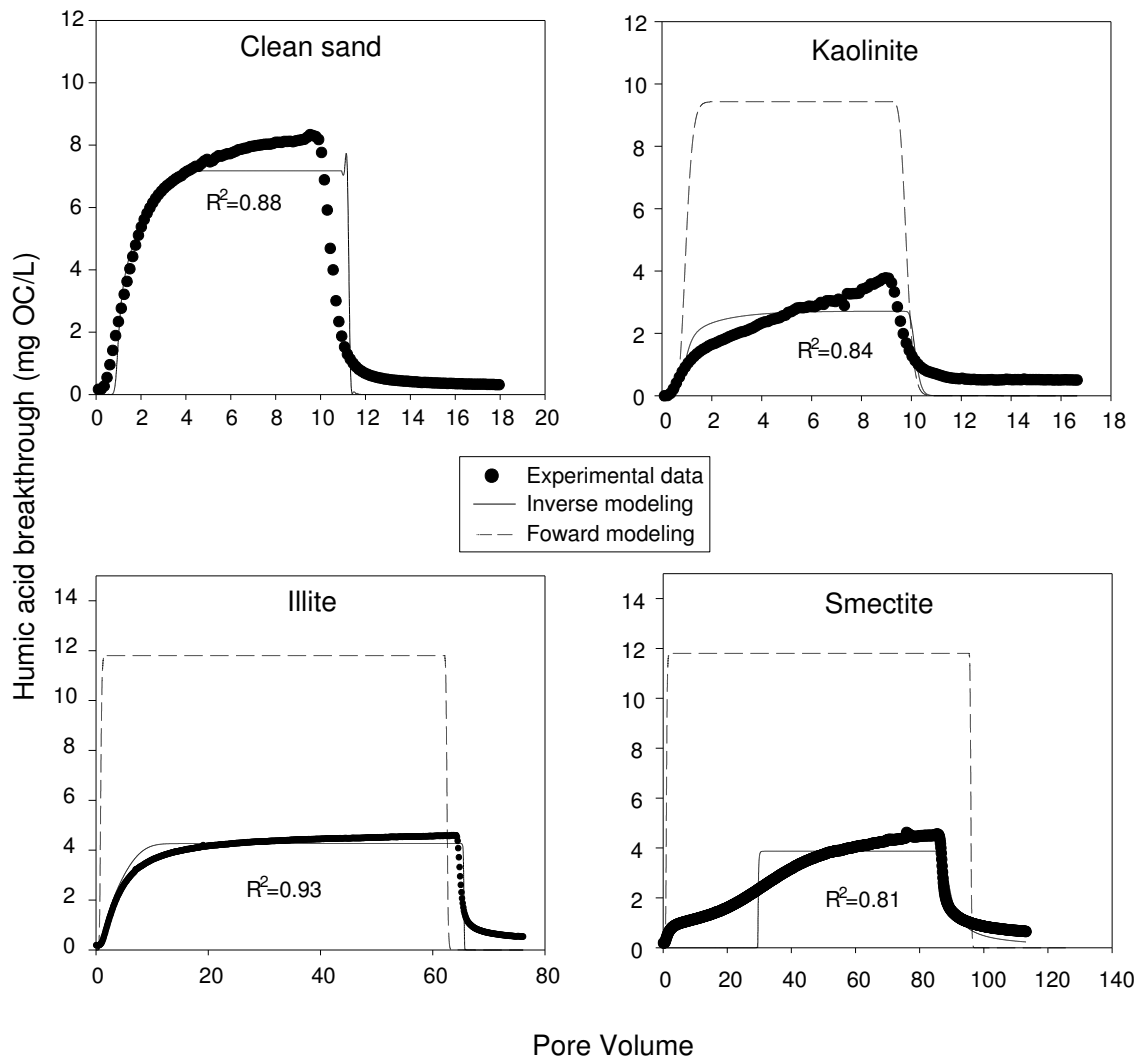 Humic acid breakthrough (mg OC/L)
Clean sand
12
10
8
6
4
2
0
R²=0.88
0 2 4 6 8 10 12 14 16 18 20
Kaolinite
12
10
8
6
4
2
0
R²=0.84
0 2 4 6 8 10 12 14 16 18
Experimental data
Inverse modeling
Foward modeling
Illite
14
12
10
8
6
4
2
0
R²=0.93
0 20 40 60 80
Smectite
14
12
10
8
6
4
2
0
R²=0.81
0 20 40 60 80 100 120 140
Pore Volume